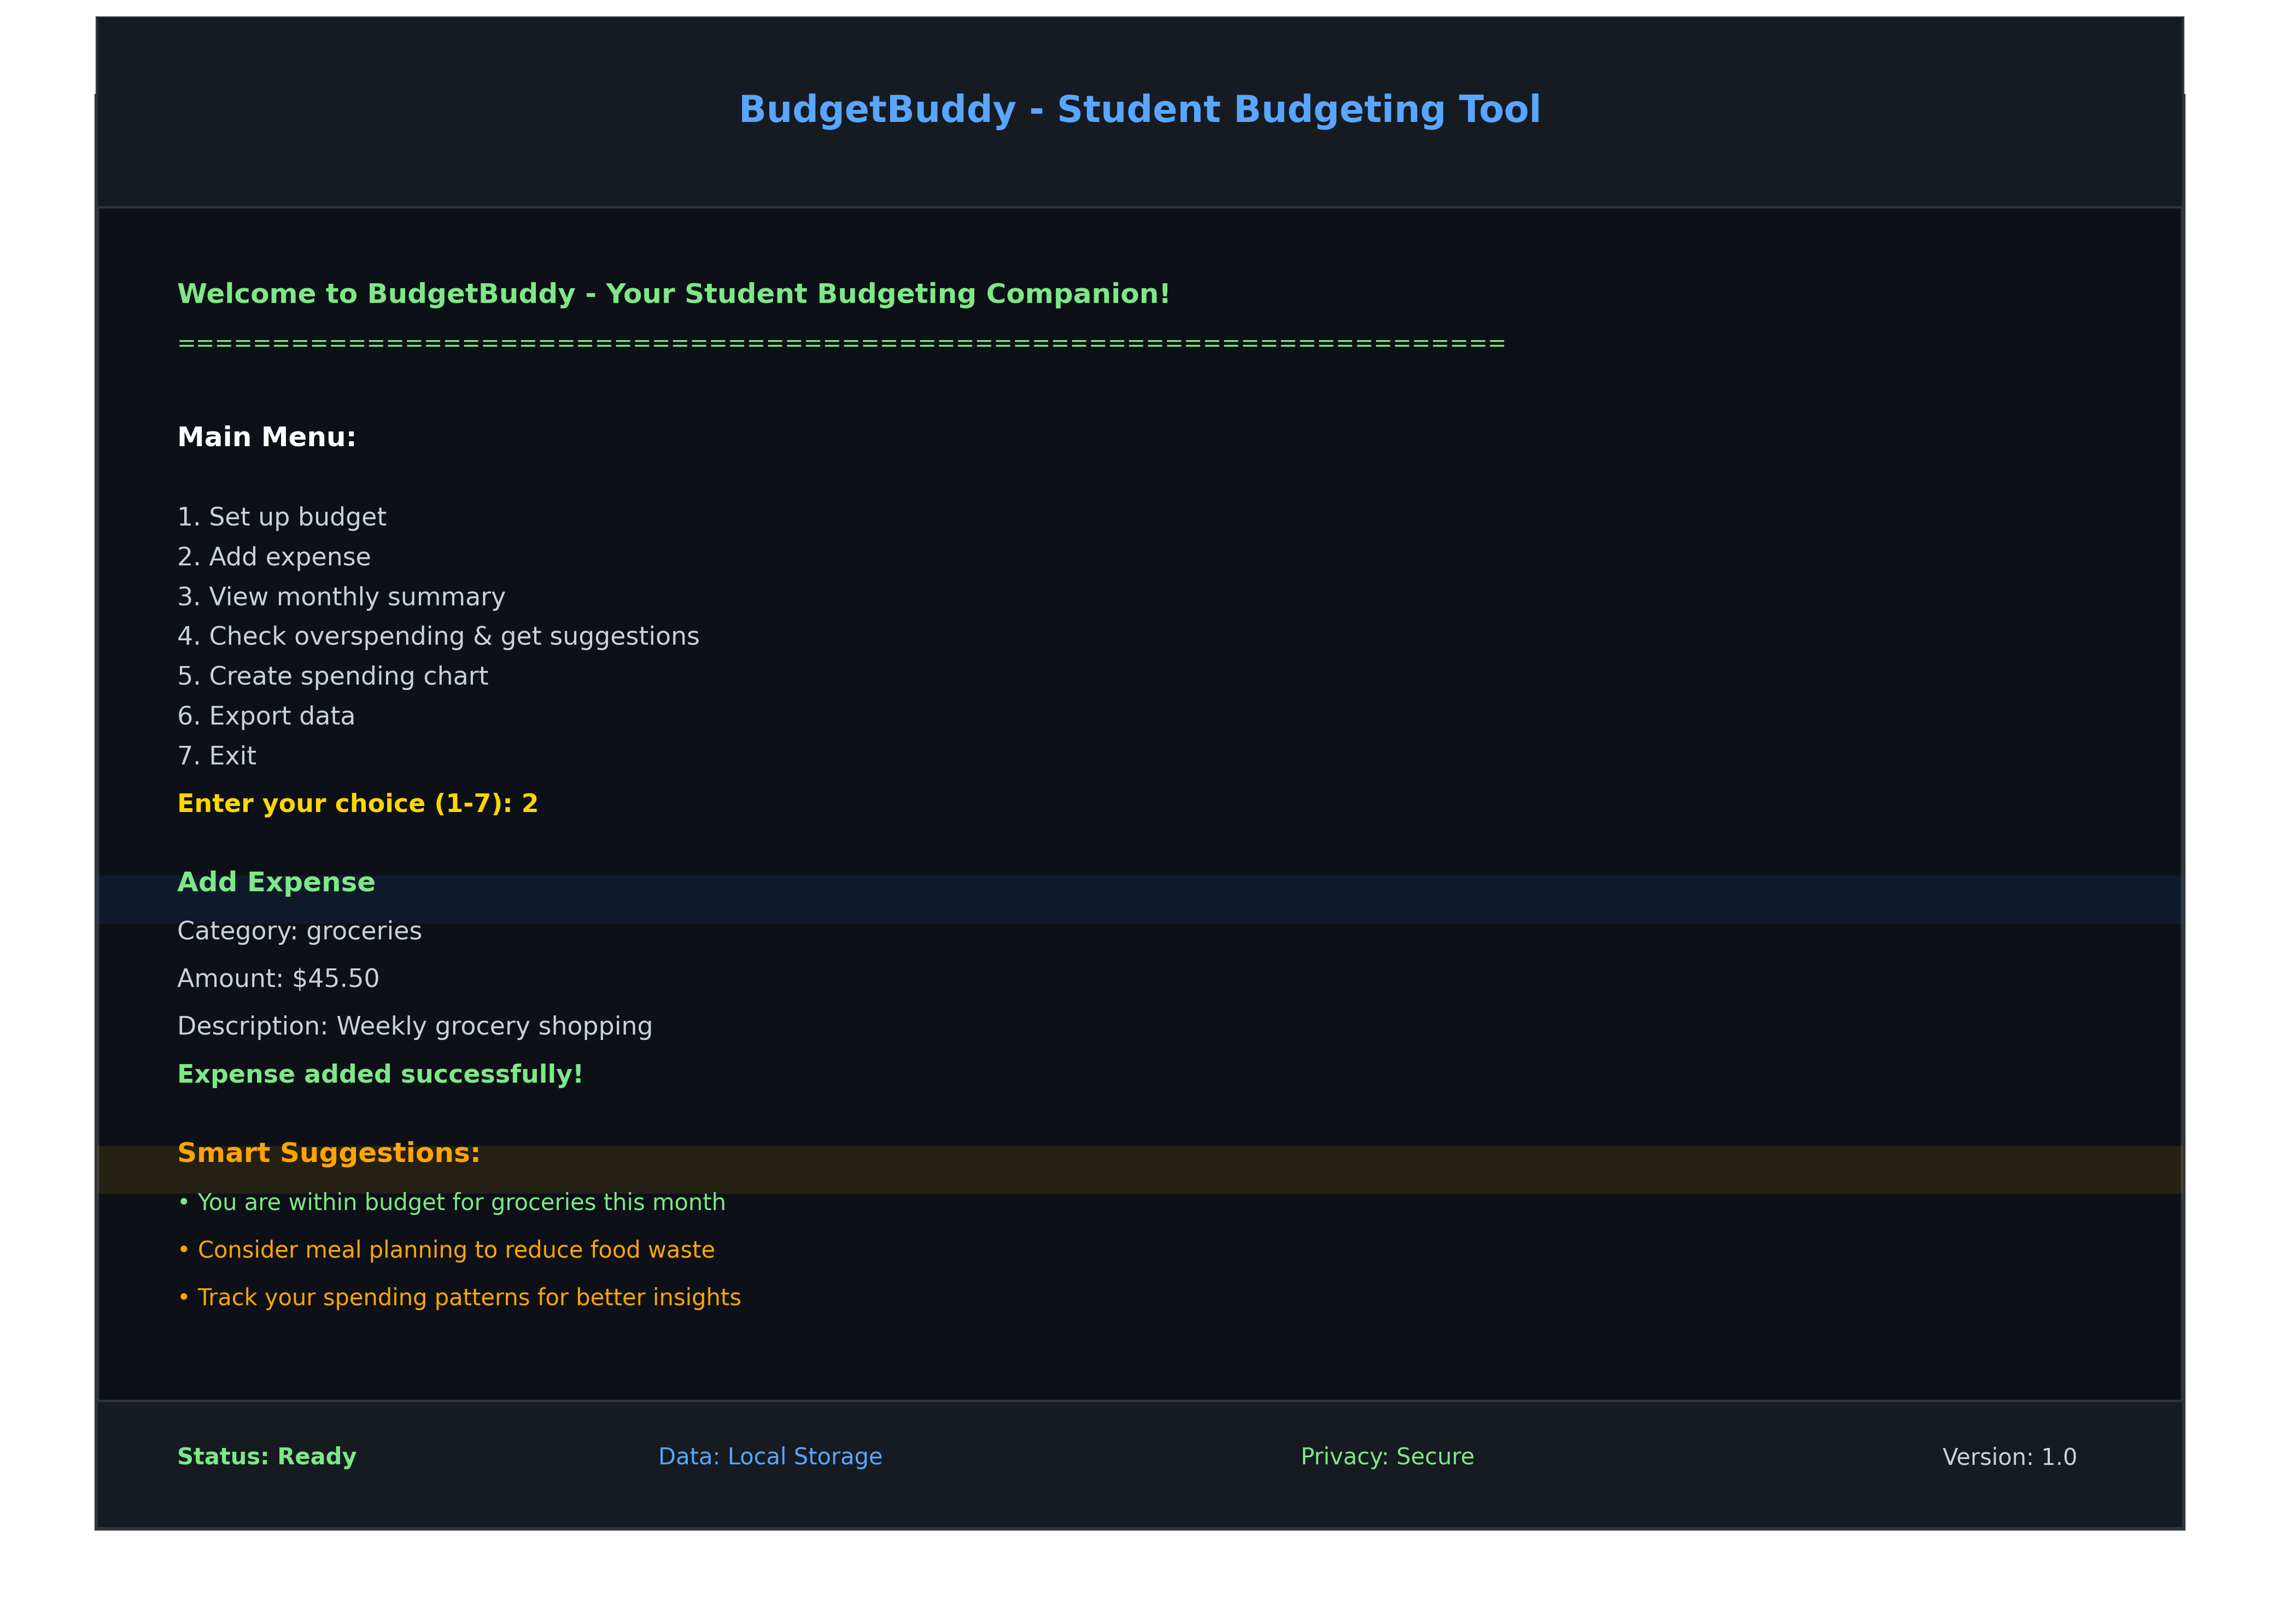 BudgetBuddy - Student Budgeting Tool
Welcome to BudgetBuddy - Your Student Budgeting Companion!
======================================================================
Main Menu:
1. Set up budget
2. Add expense
3. View monthly summary
4. Check overspending & get suggestions
5. Create spending chart
6. Export data
7. Exit
Enter your choice (1-7): 2
Add Expense
Category: groceries
Amount: $45.50
Description: Weekly grocery shopping
Expense added successfully!
Smart Suggestions:
• You are within budget for groceries this month
• Consider meal planning to reduce food waste
• Track your spending patterns for better insights
Status: Ready Data: Local Storage Privacy: Secure Version: 1.0